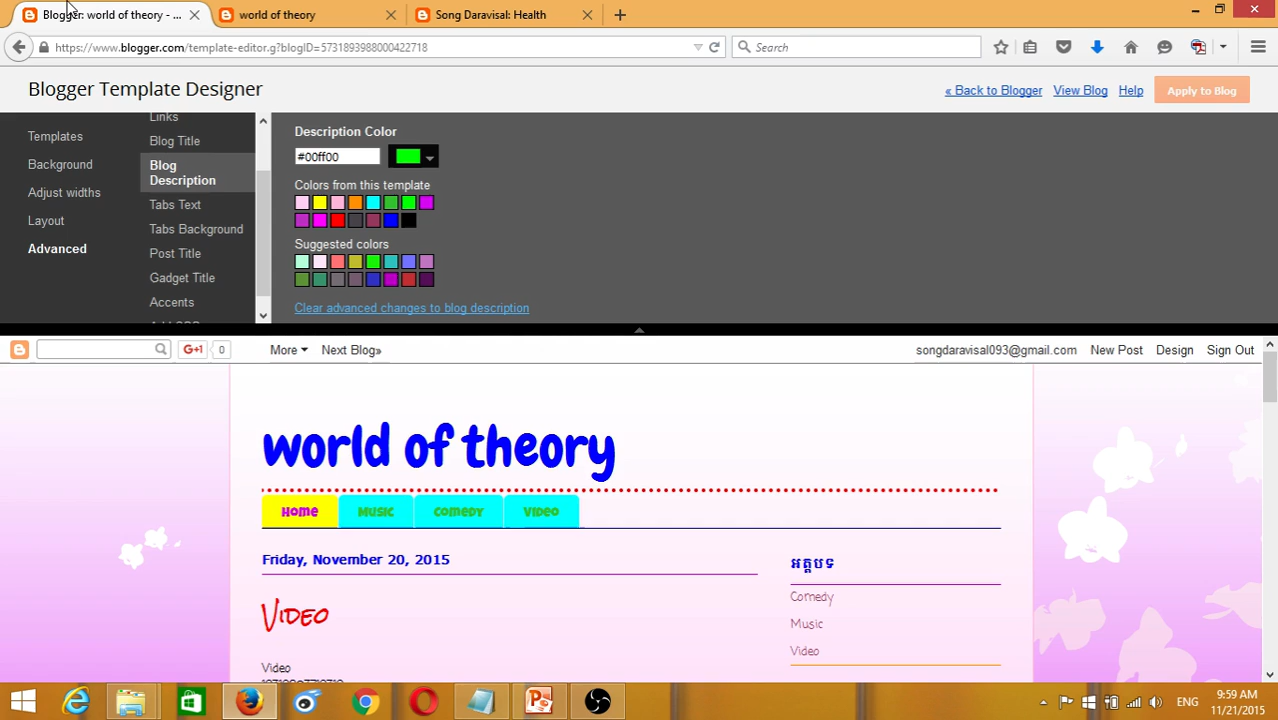 Blogger: world of theory - ...
world of theory
Song Daravisal: Health
https://www.blogger.com/template-editor.g?blogID=5731893988000422718
Search
Blogger Template Designer
« Back to Blogger
View Blog
Help
Apply to Blog
Templates
Background
Adjust widths
Layout
Advanced
Links
Blog Title
Blog
Description
Tabs Text
Tabs Background
Post Title
Gadget Title
Accents
Description Color
#00ff00
Colors from this template
Suggested colors
Clear advanced changes to blog description
G+1
0
More
Next Blog»
songdaravisal093@gmail.com
New Post
Design
Sign Out
world of theory
Home
Music
Comedy
Video
Friday, November 20, 2015
Video
Video
អត្ថបទ
Comedy
Music
Video
ENG
9:59 AM
11/21/2015